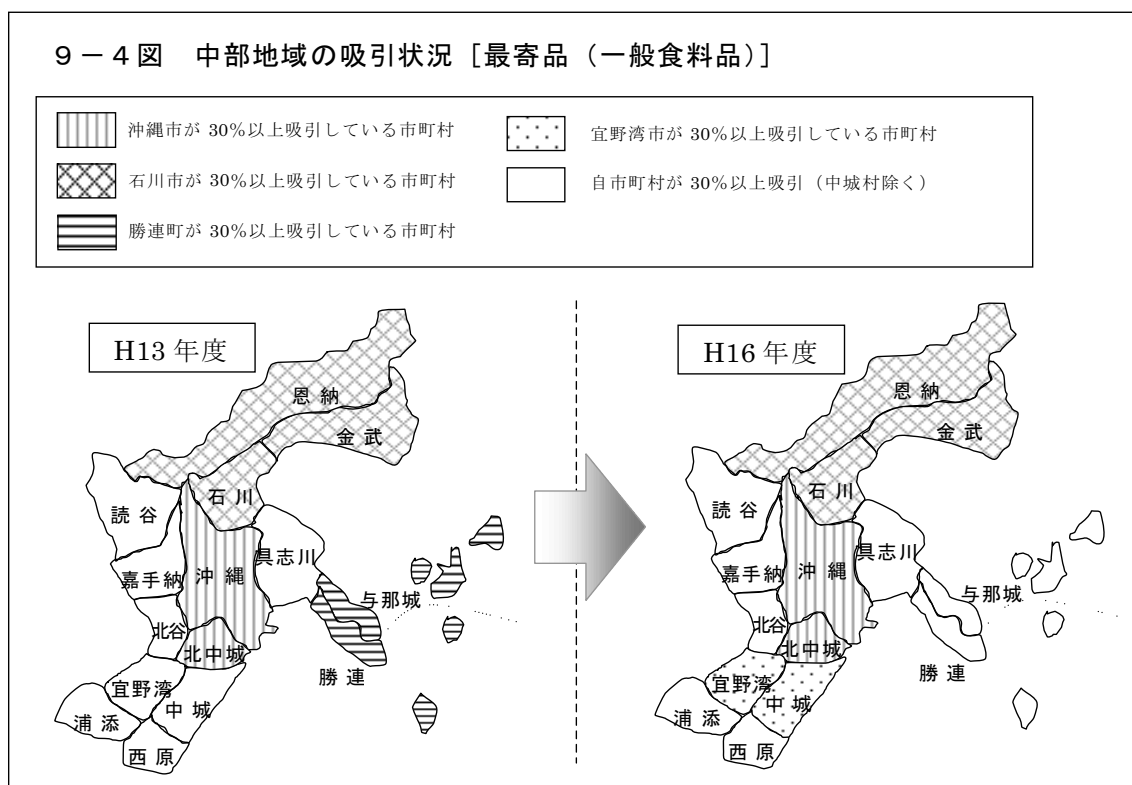 9－4図 中部地域の吸引状況［最寄品（一般食料品）］
沖縄市が 30%以上吸引している市町村
宜野湾市が 30%以上吸引している市町村
石川市が 30%以上吸引している市町村
自市町村が 30%以上吸引（中城村除く）
勝連町が 30%以上吸引している市町村
H13 年度
恩納
金武
石川
読谷
具志川
嘉手納
沖縄
与那城
北谷
北中城
勝連
宜野湾
中城
浦添
西原
H16 年度
恩納
金武
石川
読谷
具志川
嘉手納
沖縄
与那城
北谷
北中城
勝連
宜野湾
中城
浦添
西原